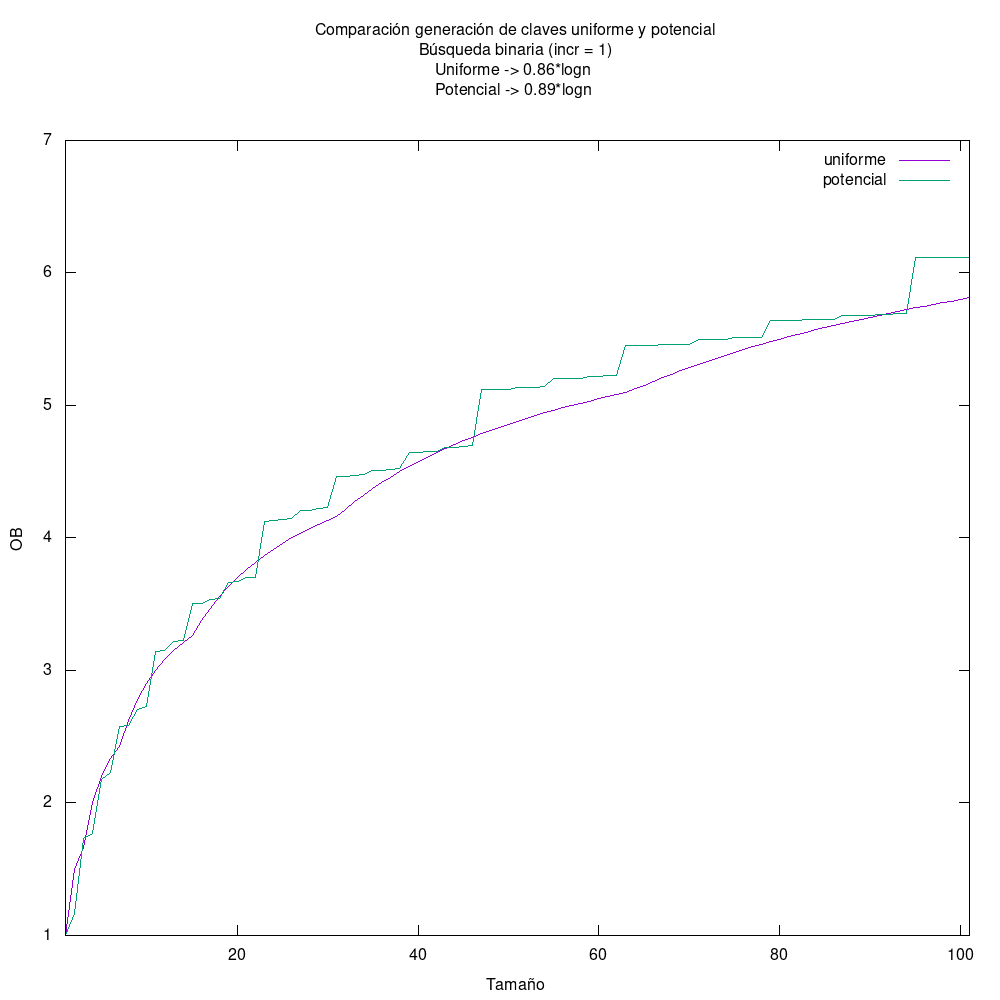 Comparación generación de claves uniforme y potencial
Búsqueda binaria (incr = 1)
Uniforme -> 0.86*logn
Potencial -> 0.89*logn
uniforme
potencial
7
6
5
4
3
2
1
OB
20
40
60
80
100
Tamaño